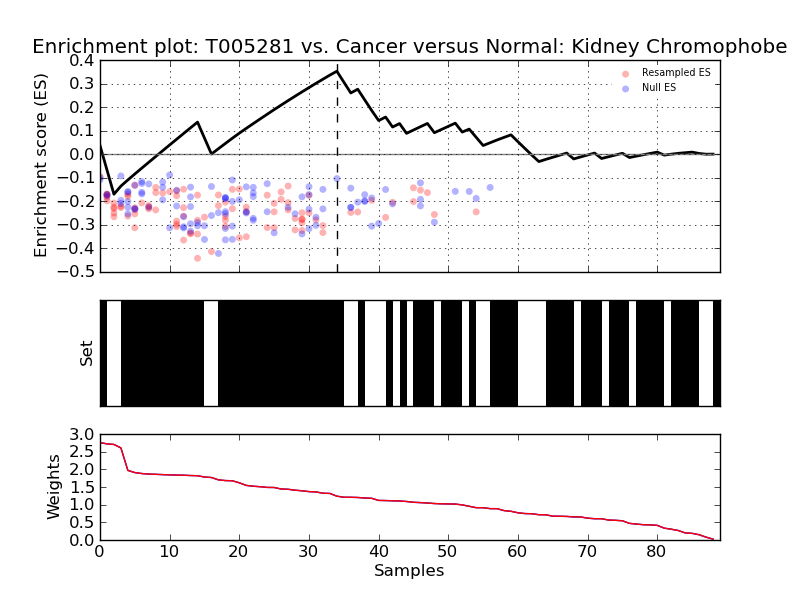 Enrichment plot: T005281 vs. Cancer versus Normal: Kidney Chromophobe
Enrichment score (ES)
0.4
0.3
0.2
0.1
0.0
−0.1
−0.2
−0.3
−0.4
−0.5
Resampled ES
Null ES
Set
Weights
3.0
2.5
2.0
1.5
1.0
0.5
0.0
0 10 20 30 40 50 60 70 80
Samples